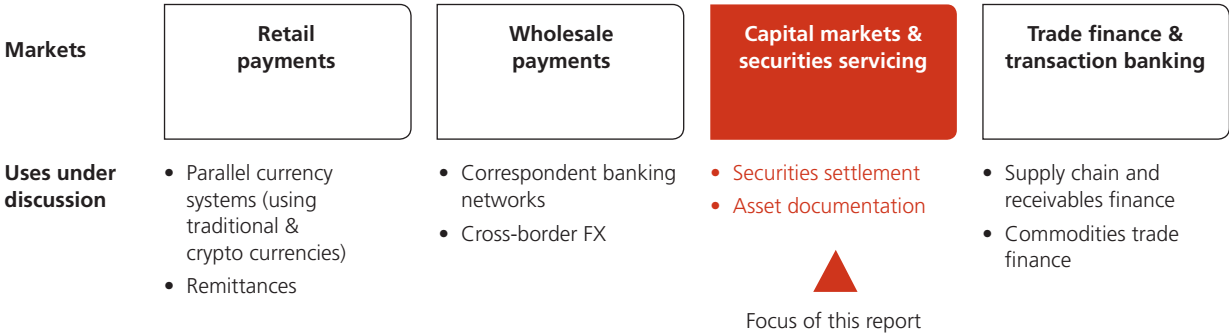 Markets
Retail
payments
Wholesale
payments
Capital markets &
securities servicing
Trade finance &
transaction banking
Uses under
discussion
• Parallel currency
systems (using
traditional &
crypto currencies)
• Remittances
• Correspondent banking
networks
• Cross-border FX
• Securities settlement
• Asset documentation
• Supply chain and
receivables finance
• Commodities trade
finance
Focus of this report